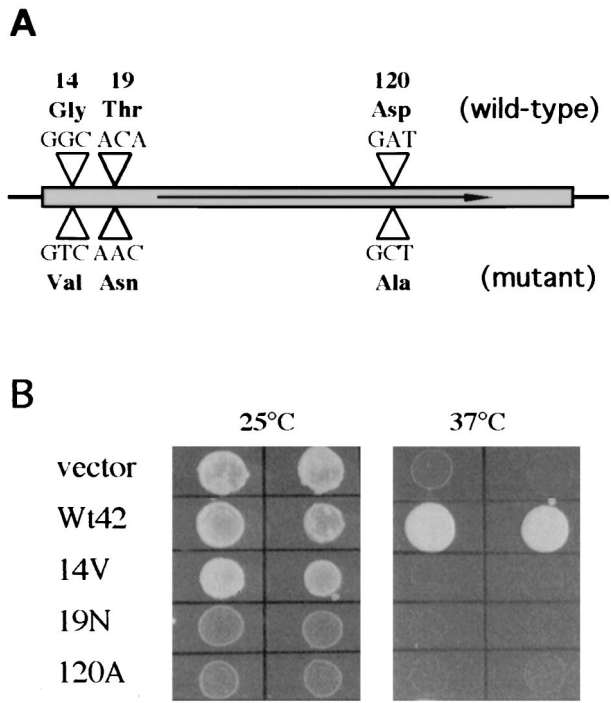 A
14 19 120
Gly Thr Asp (wild-type)
GGC ACA GAT
GTC AAC GCT
Val Asn Ala (mutant)
B
25°C 37°C
vector
Wt42
14V
19N
120A